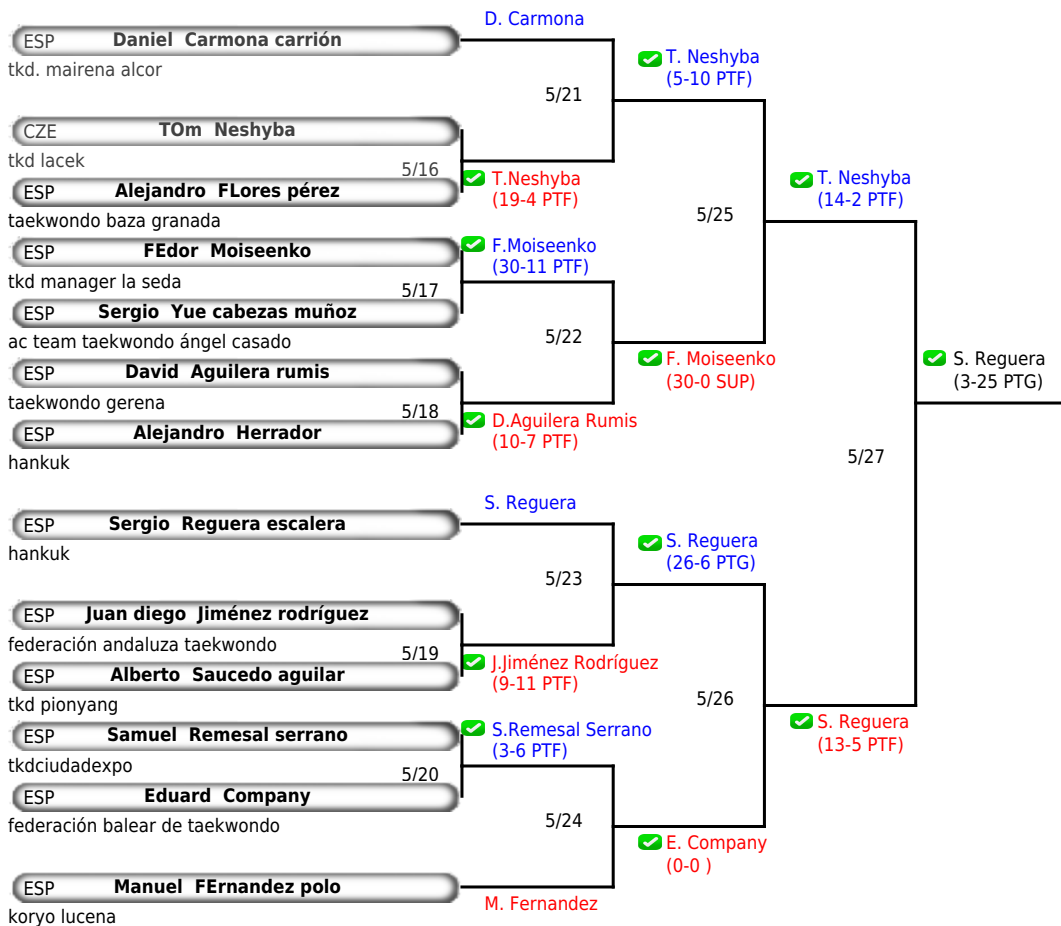 D. Carmona
ESP Daniel Carmona carrión
tkd. mairena alcor
T. Neshyba
(5-10 PTF)
5/21
CZE TOm Neshyba
tkd lacek
5/16
T.Neshyba
(19-4 PTF)
ESP Alejandro FLores pérez
taekwondo baza granada
T. Neshyba
(14-2 PTF)
5/25
ESP FEdor Moiseenko
tkd manager la seda
F.Moiseenko
(30-11 PTF)
5/17
ESP Sergio Yue cabezas muñoz
ac team taekwondo ángel casado
5/22
ESP David Aguilera rumis
taekwondo gerena
F. Moiseenko
(30-0 SUP)
S. Reguera
(3-25 PTG)
5/18
D.Aguilera Rumis
(10-7 PTF)
ESP Alejandro Herrador
hankuk
5/27
S. Reguera
ESP Sergio Reguera escalera
hankuk
S. Reguera
(26-6 PTG)
5/23
ESP Juan diego Jiménez rodríguez
federación andaluza taekwondo
5/19
J.Jiménez Rodríguez
(9-11 PTF)
ESP Alberto Saucedo aguilar
tkd pionyang
5/26
ESP Samuel Remesal serrano
tkdciudadexpo
S.Remesal Serrano
(3-6 PTF)
S. Reguera
(13-5 PTF)
5/20
ESP Eduard Company
federación balear de taekwondo
5/24
E. Company
(0-0 )
ESP Manuel FErnandez polo
koryo lucena
M. Fernandez